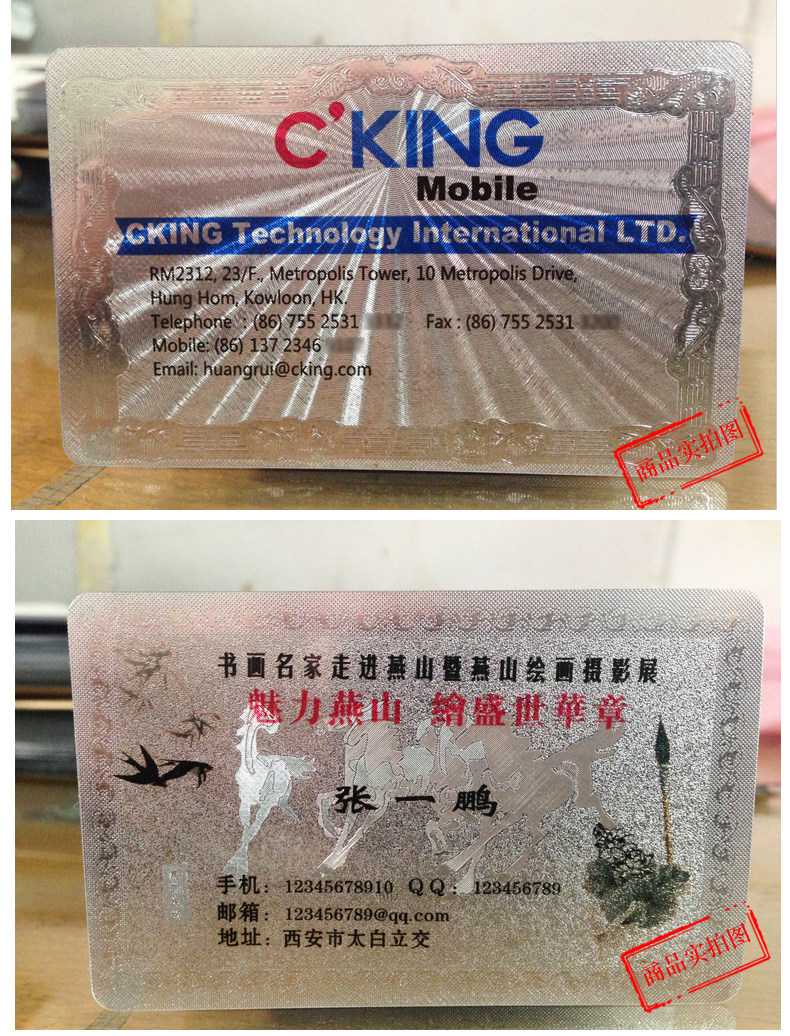 C'KING
Mobile
CKING Technology International LTD.
RM2312, 23/F., Metropolis Tower, 10 Metropolis Drive,
Hung Hom, Kowloon, HK.
Telephone : (86) 755 2531 Fax : (86) 755 2531
Mobile: (86) 137 2346
Email: huangrui@cking.com
商品实拍图
书画名家走进燕山暨燕山绘画摄影展
魅力燕山 繪盛世華章
张一鹏
手机: 12345678910 QQ: 123456789
邮箱: 123456789@qq.com
地址: 西安市太白立交
商品实拍图